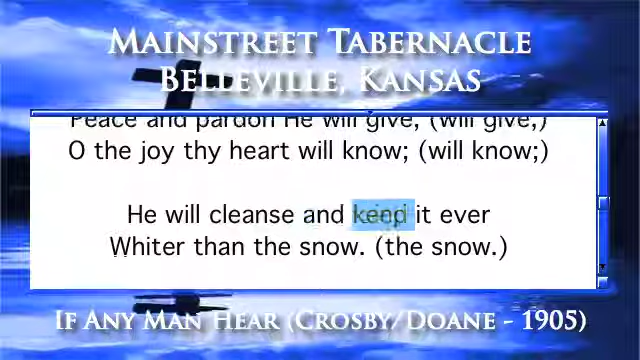 Mainstreet Tabernacle
Belleville, Kansas
Peace and pardon He will give, (will give,)
O the joy thy heart will know; (will know;)
He will cleanse and keep it ever
Whiter than the snow. (the snow.)
If Any Man Hear (Crosby/Doane - 1905)